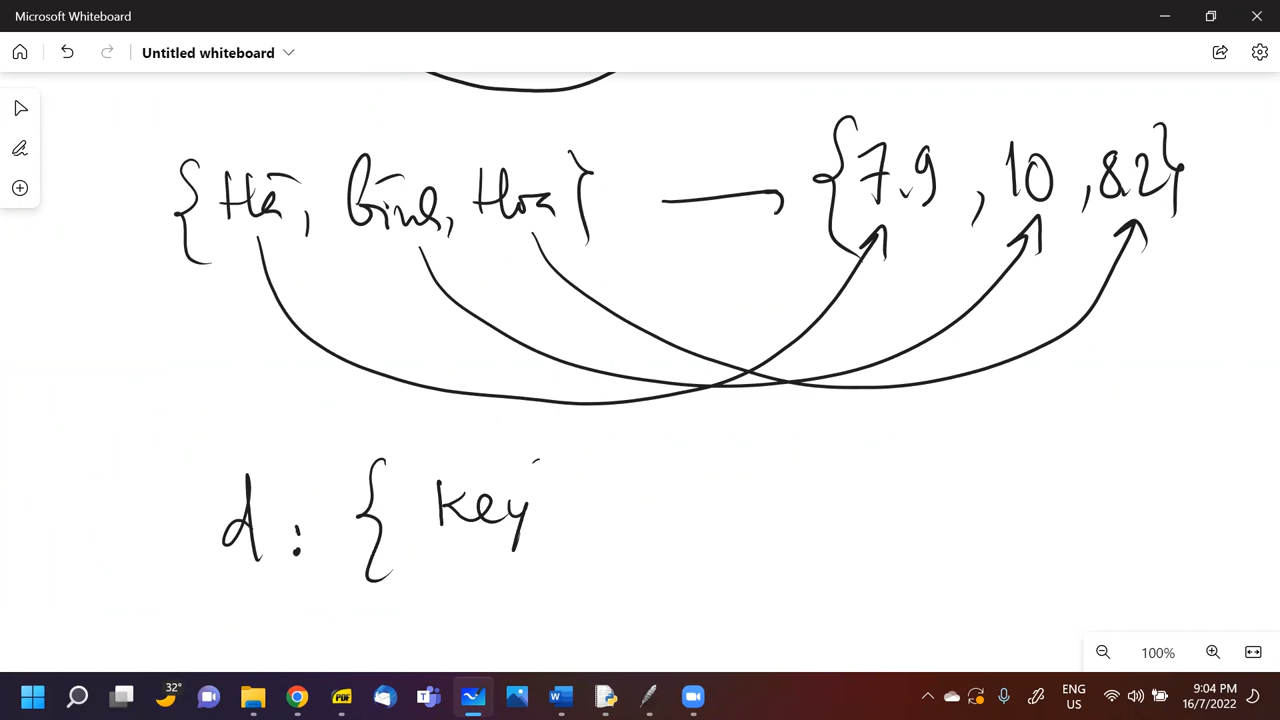 Microsoft Whiteboard
Untitled whiteboard
{Hà, Bình, Hoa} → {7.9, 10, 8.2}
d: { key
100%
32°
ENG
US
9:04 PM
16/7/2022